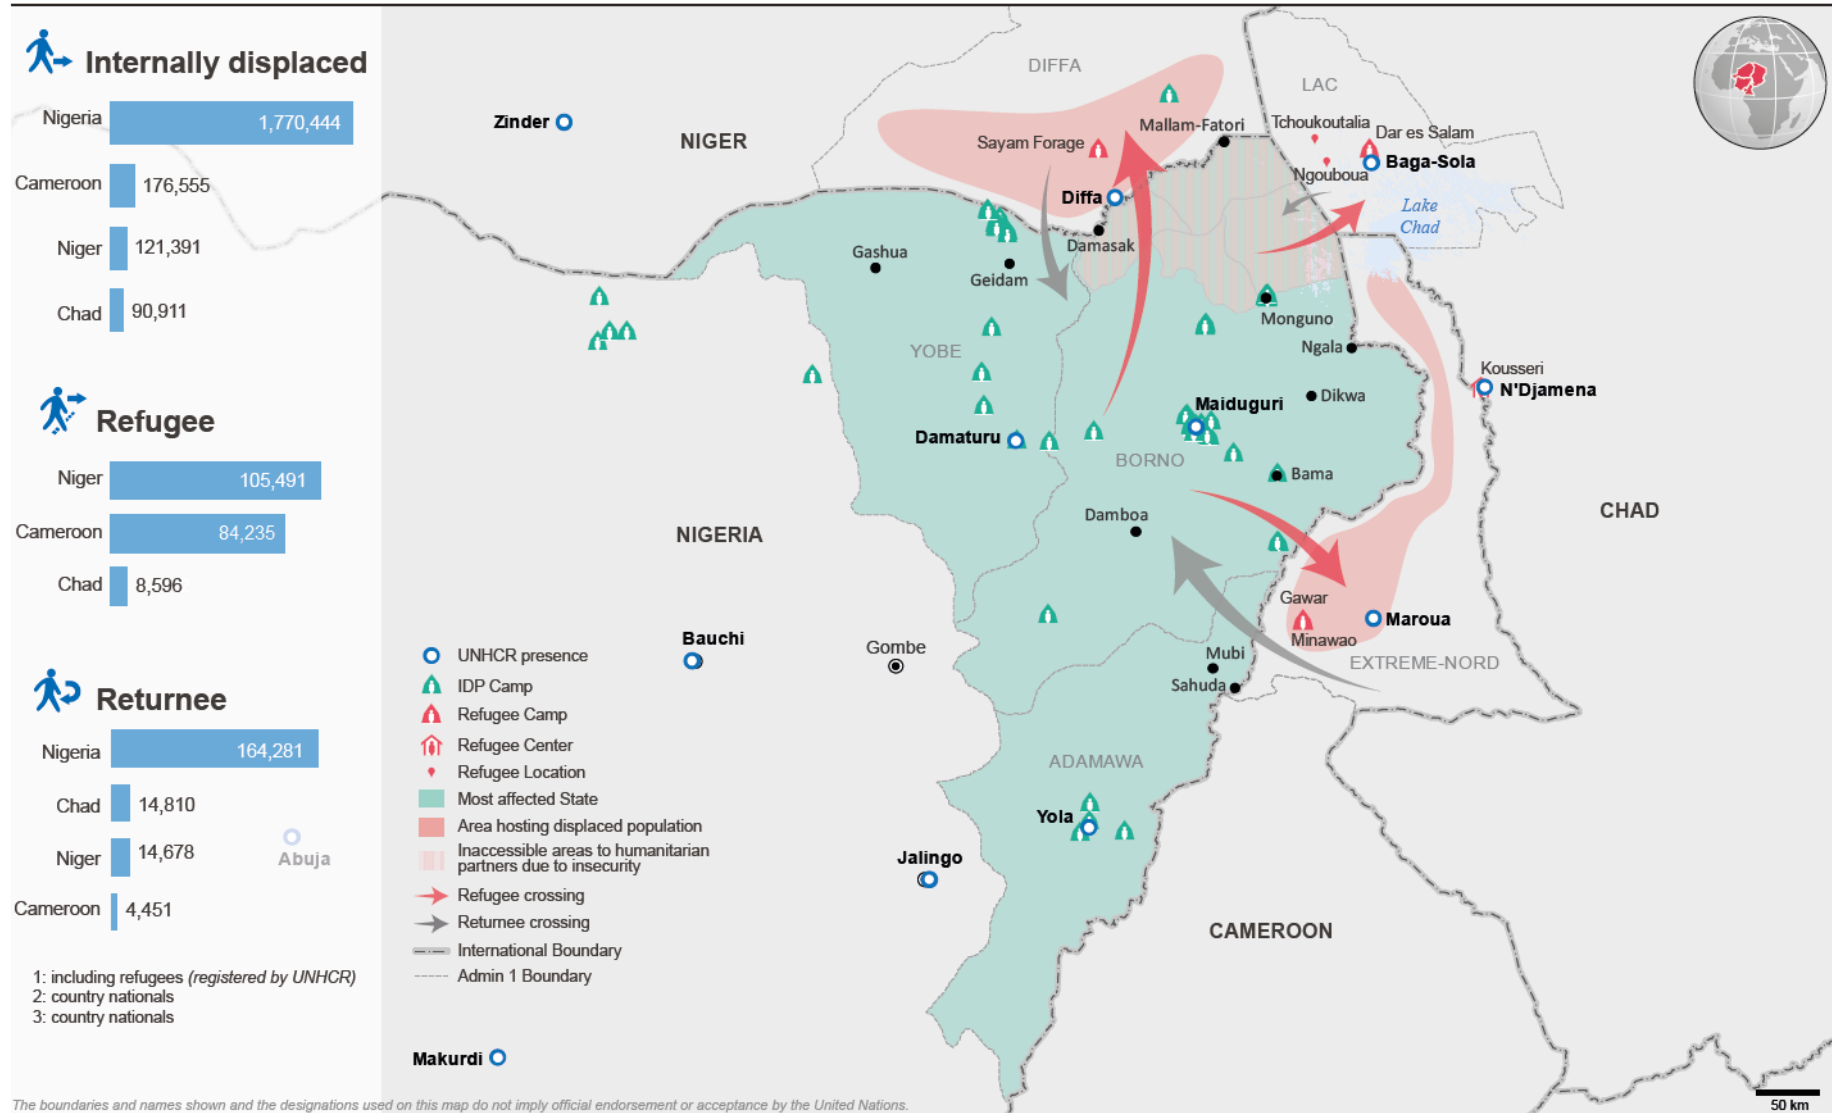 Internally displaced
Nigeria 1,770,444
Cameroon 176,555
Niger 121,391
Chad 90,911
Refugee
Niger 105,491
Cameroon 84,235
Chad 8,596
Returnee
Nigeria 164,281
Chad 14,810
Niger 14,678
Cameroon 4,451
Abuja
1: including refugees (registered by UNHCR)
2: country nationals
3: country nationals
DIFFA
LAC
Zinder
NIGER
Sayam Forage
Mallam-Fatori
Tchoukoutalia
Dar es Salam
Baga-Sola
Ngouboua
Diffa
Lake
Chad
Damasak
Gashua
Geidam
Monguno
Ngala
YOBE
Kousseri
N'Djamena
Dikwa
Maiduguri
Damaturu
BORNO
Bama
CHAD
Damboa
NIGERIA
Gawar
Minawao
Maroua
Bauchi
Gombe
Mubi
EXTREME-NORD
Sahuda
ADAMAWA
Yola
Jalingo
CAMEROON
Makurdi
UNHCR presence
IDP Camp
Refugee Camp
Refugee Center
Refugee Location
Most affected State
Area hosting displaced population
Inaccessible areas to humanitarian
partners due to insecurity
Refugee crossing
Returnee crossing
International Boundary
Admin 1 Boundary
50 km
The boundaries and names shown and the designations used on this map do not imply official endorsement or acceptance by the United Nations.